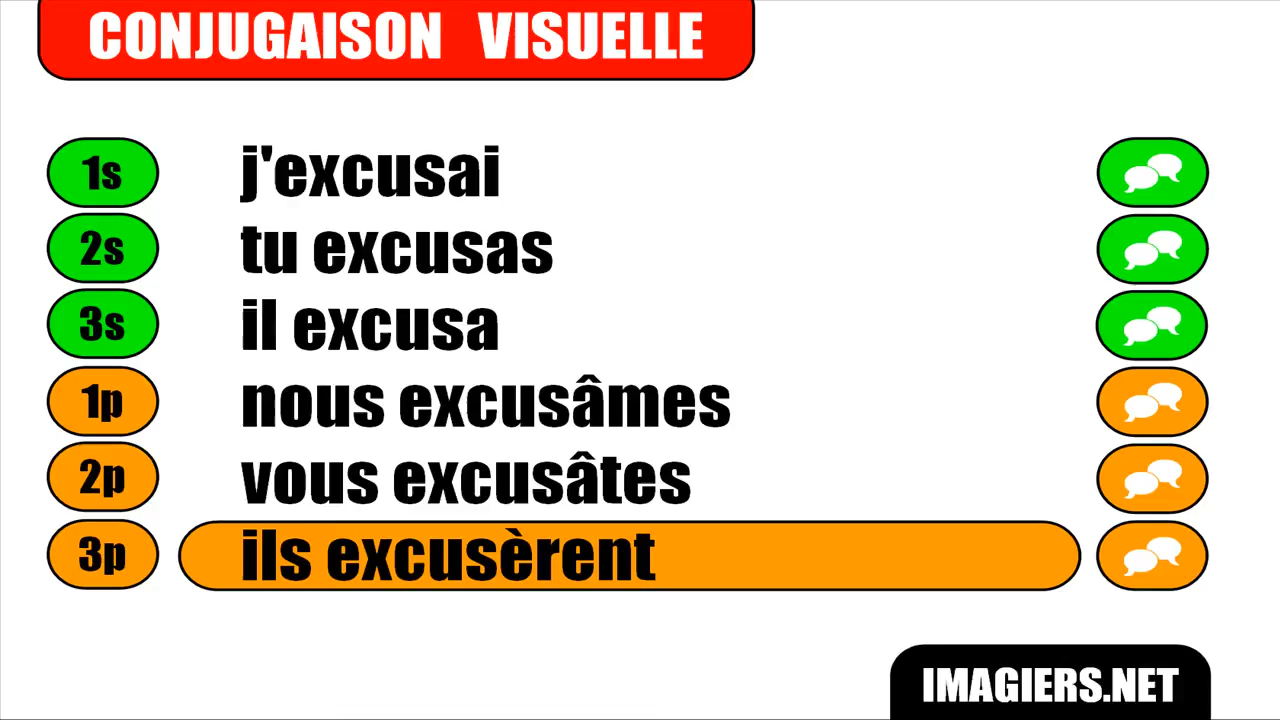 CONJUGAISON VISUELLE
1s j'excusai
2s tu excusas
3s il excusa
1p nous excusâmes
2p vous excusâtes
3p ils excusèrent
IMAGIERS.NET